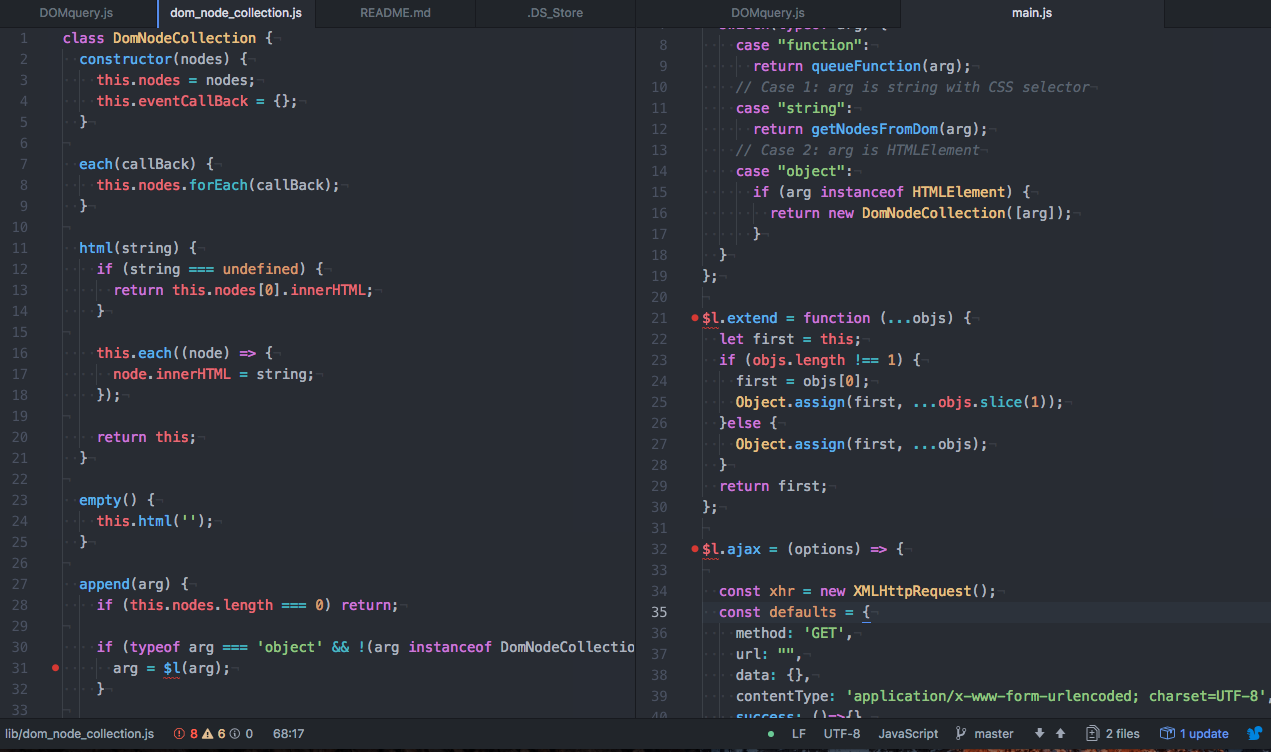 DOMquery.js
dom_node_collection.js
README.md
.DS_Store
DOMquery.js
main.js
1 class DomNodeCollection {
2 constructor(nodes) {
3 this.nodes = nodes;
4 this.eventCallBack = {};
5 }
6
7 each(callBack) {
8 this.nodes.forEach(callBack);
9 }
10
11 html(string) {
12 if (string === undefined) {
13 return this.nodes[0].innerHTML;
14 }
15
16 this.each((node) => {
17 node.innerHTML = string;
18 });
19
20 return this;
21 }
22
23 empty() {
24 this.html('');
25 }
26
27 append(arg) {
28 if (this.nodes.length === 0) return;
29
30 if (typeof arg === 'object' && !(arg instanceof DomNodeCollectio
31 arg = $l(arg);
32 }
33
8 case "function":
9 return queueFunction(arg);
10 // Case 1: arg is string with CSS selector
11 case "string":
12 return getNodesFromDom(arg);
13 // Case 2: arg is HTMLElement
14 case "object":
15 if (arg instanceof HTMLElement) {
16 return new DomNodeCollection([arg]);
17 }
18 }
19 };
20
21 $l.extend = function (...objs) {
22 let first = this;
23 if (objs.length !== 1) {
24 first = objs[0];
25 Object.assign(first, ...objs.slice(1));
26 }else {
27 Object.assign(first, ...objs);
28 }
29 return first;
30 };
31
32 $l.ajax = (options) => {
33
34 const xhr = new XMLHttpRequest();
35 const defaults = {
36 method: 'GET',
37 url: "",
38 data: {},
39 contentType: 'application/x-www-form-urlencoded; charset=UTF-8',
40 success: ()=>{}
lib/dom_node_collection.js 8 6 0 68:17
LF UTF-8 JavaScript master 2 files 1 update